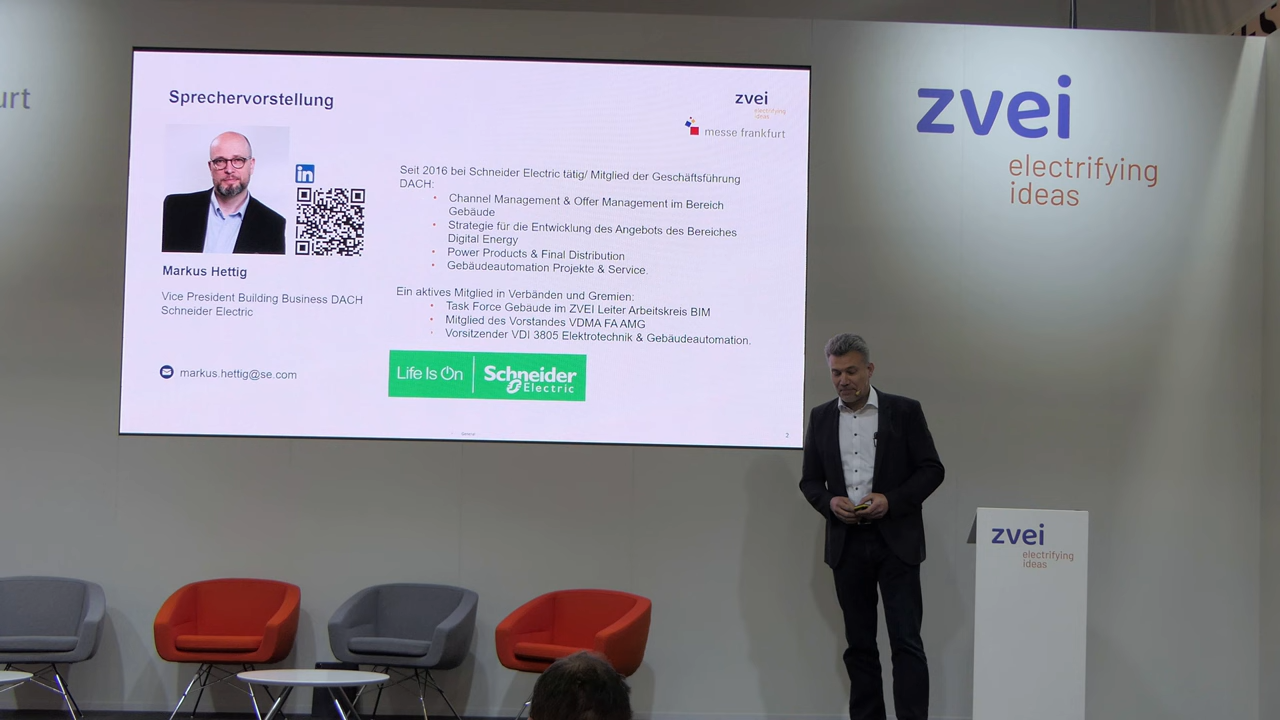 urt
Sprechervorstellung
zvei
electrifying
ideas
messe frankfurt
in
Seit 2016 bei Schneider Electric tätig/ Mitglied der Geschäftsführung
DACH:
• Channel Management & Offer Management im Bereich
Gebäude
• Strategie für die Entwicklung des Angebots des Bereiches
Digital Energy
• Power Products & Final Distribution
• Gebäudeautomation Projekte & Service.
Markus Hettig
Vice President Building Business DACH
Schneider Electric
Ein aktives Mitglied in Verbänden und Gremien:
• Task Force Gebäude im ZVEI Leiter Arbeitskreis BIM
• Mitglied des Vorstandes VDMA FA AMG
• Vorsitzender VDI 3805 Elektrotechnik & Gebäudeautomation.
markus.hettig@se.com
Life Is On
Schneider
Electric
2
zvei
electrifying
ideas
zvei
electrifying
ideas